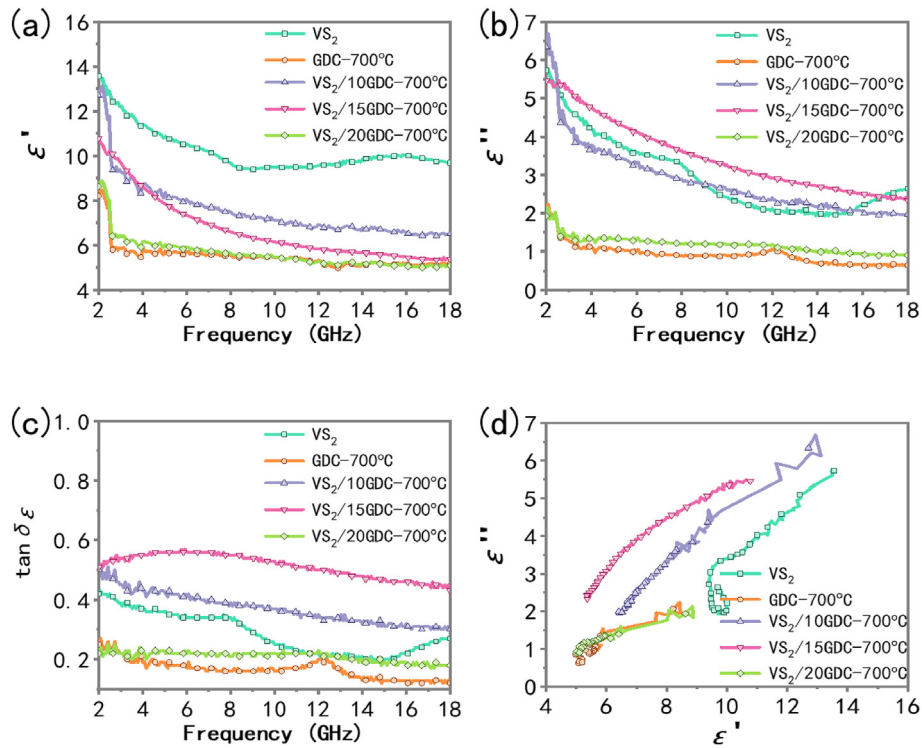 (a)
ε'
16
14
12
10
8
6
4
VS₂
GDC-700℃
VS₂/10GDC-700℃
VS₂/15GDC-700℃
VS₂/20GDC-700℃
2 4 6 8 10 12 14 16 18
Frequency (GHz)
(b)
ε''
7
6
5
4
3
2
1
0
VS₂
GDC-700℃
VS₂/10GDC-700℃
VS₂/15GDC-700℃
VS₂/20GDC-700℃
2 4 6 8 10 12 14 16 18
Frequency (GHz)
(c)
tan δ ε
1.0
0.8
0.6
0.4
0.2
VS₂
GDC-700℃
VS₂/10GDC-700℃
VS₂/15GDC-700℃
VS₂/20GDC-700℃
2 4 6 8 10 12 14 16 18
Frequency (GHz)
(d)
ε''
7
6
5
4
3
2
1
0
VS₂
GDC-700℃
VS₂/10GDC-700℃
VS₂/15GDC-700℃
VS₂/20GDC-700℃
4 6 8 10 12 14 16
ε'